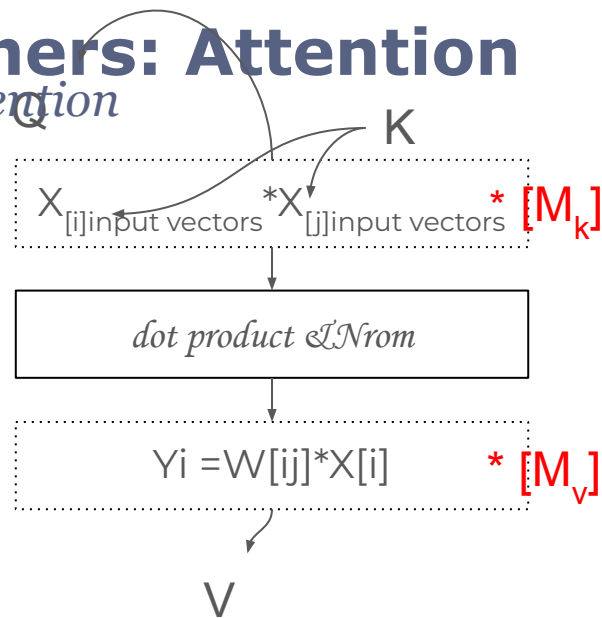 ners: Attention
ention
Q
K
X[i]input vectors *X[j]input vectors * [Mk]
dot product &Nrom
Yi =W[ij]*X[i] * [Mv]
V